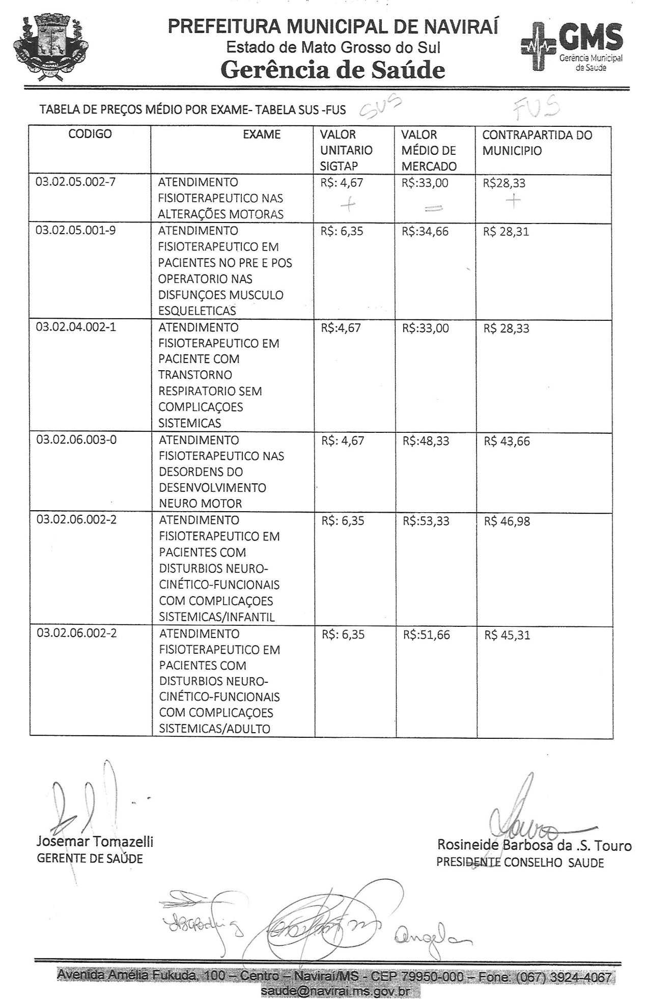 PREFEITURA MUNICIPAL DE NAVIRAÍ
Estado de Mato Grosso do Sul
Gerência de Saúde
GMS
Gerência Municipal
de Saúde
TABELA DE PREÇOS MÉDIO POR EXAME- TABELA SUS -FUS
SUS
FUS
CODIGO
EXAME
VALOR
UNITARIO
SIGTAP
VALOR
MÉDIO DE
MERCADO
CONTRAPARTIDA DO
MUNICIPIO
03.02.05.002-7
ATENDIMENTO
FISIOTERAPEUTICO NAS
ALTERAÇÕES MOTORAS
R$: 4,67
+
R$:33,00
=
R$28,33
+
03.02.05.001-9
ATENDIMENTO
FISIOTERAPEUTICO EM
PACIENTES NO PRE E POS
OPERATORIO NAS
DISFUNÇOES MUSCULO
ESQUELETICAS
R$: 6,35
R$:34,66
R$ 28,31
03.02.04.002-1
ATENDIMENTO
FISIOTERAPEUTICO EM
PACIENTE COM
TRANSTORNO
RESPIRATORIO SEM
COMPLICAÇOES
SISTEMICAS
R$:4,67
R$:33,00
R$ 28,33
03.02.06.003-0
ATENDIMENTO
FISIOTERAPEUTICO NAS
DESORDENS DO
DESENVOLVIMENTO
NEURO MOTOR
R$: 4,67
R$:48,33
R$ 43,66
03.02.06.002-2
ATENDIMENTO
FISIOTERAPEUTICO EM
PACIENTES COM
DISTURBIOS NEURO-
CINÉTICO-FUNCIONAIS
COM COMPLICAÇOES
SISTEMICAS/INFANTIL
R$: 6,35
R$:53,33
R$ 46,98
03.02.06.002-2
ATENDIMENTO
FISIOTERAPEUTICO EM
PACIENTES COM
DISTURBIOS NEURO-
CINÉTICO-FUNCIONAIS
COM COMPLICAÇOES
SISTEMICAS/ADULTO
R$: 6,35
R$:51,66
R$ 45,31
Josemar Tomazelli
GERENTE DE SAÚDE
Rosineide Barbosa da .S. Touro
PRESIDENTE CONSELHO SAUDE
Angela
Avenida Amélia Fukuda, 100 – Centro – Naviraí/MS - CEP 79950-000 – Fone: (067) 3924-4067
saude@navirai.ms.gov.br